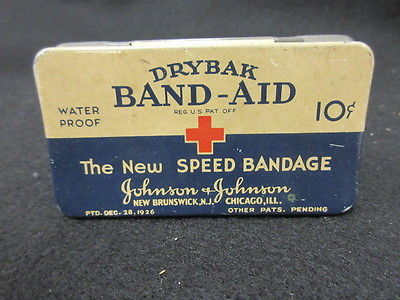 DRYBAK
BAND-AID
REG. U.S. PAT. OFF.
WATER
PROOF
10¢
The New SPEED BANDAGE
Johnson & Johnson
NEW BRUNSWICK, N.J. CHICAGO, ILL.
PTD. DEC. 28, 1926 OTHER PATS. PENDING